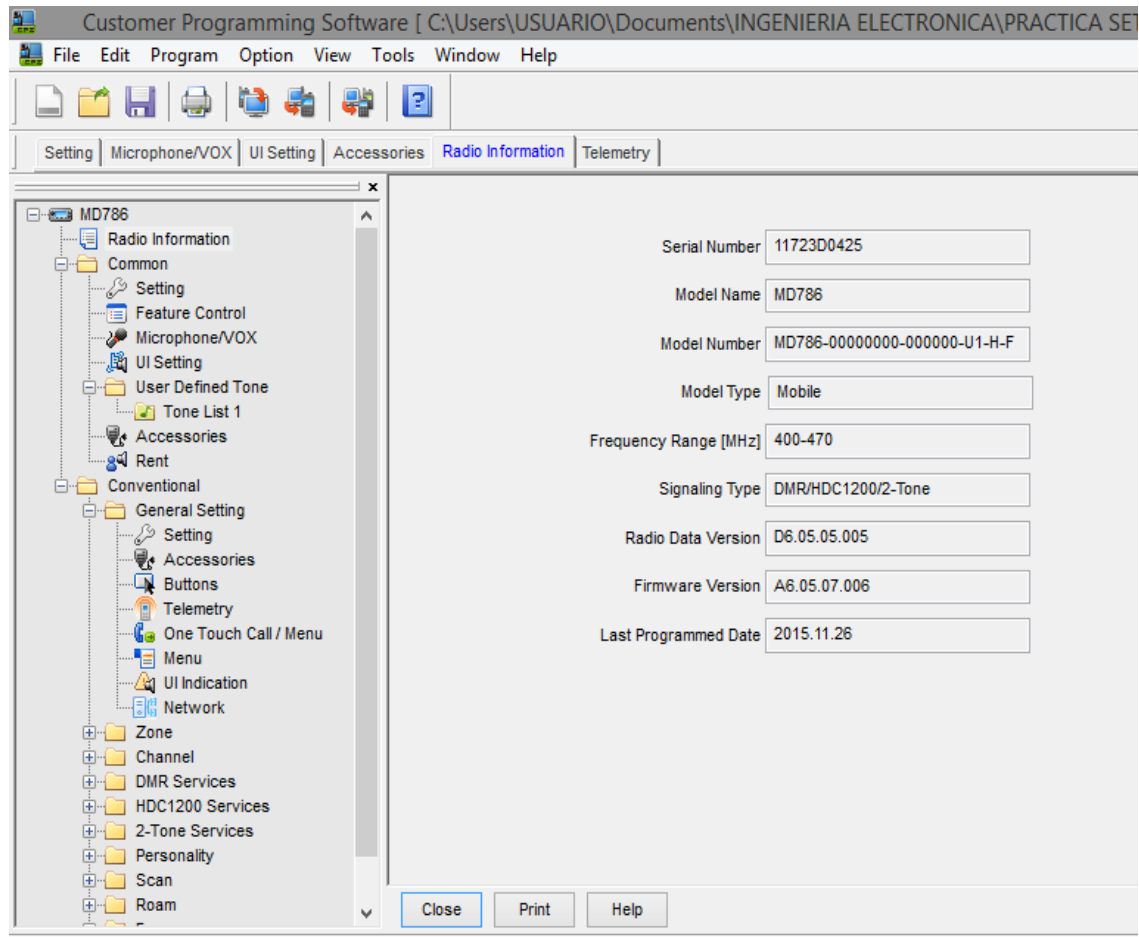 Customer Programming Software [ C:\Users\USUARIO\Documents\INGENIERIA ELECTRONICA\PRACTICA SET
File Edit Program Option View Tools Window Help
Setting Microphone/VOX UI Setting Accessories Radio Information Telemetry
MD786
Radio Information
Common
Setting
Feature Control
Microphone/VOX
UI Setting
User Defined Tone
Tone List 1
Accessories
Rent
Conventional
General Setting
Setting
Accessories
Buttons
Telemetry
One Touch Call / Menu
Menu
UI Indication
Network
Zone
Channel
DMR Services
HDC1200 Services
2-Tone Services
Personality
Scan
Roam
Serial Number 11723D0425
Model Name MD786
Model Number MD786-00000000-000000-U1-H-F
Model Type Mobile
Frequency Range [MHz] 400-470
Signaling Type DMR/HDC1200/2-Tone
Radio Data Version D6.05.05.005
Firmware Version A6.05.07.006
Last Programmed Date 2015.11.26
Close Print Help